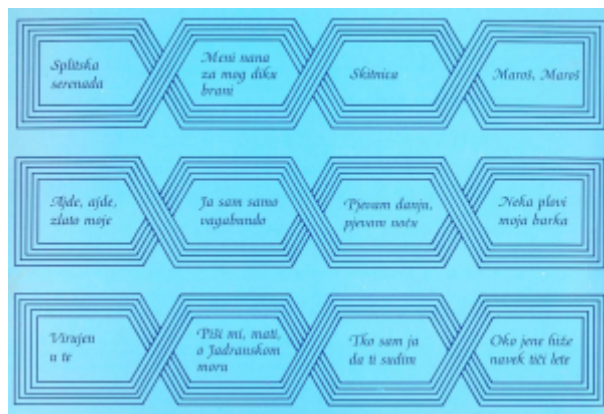 Splitska
serenada
Meni nana
za mog diku
brani
Skitnica
Maroš, Maroš
Ajde, ajde,
zlato moje
Ja sam samo
vagabundo
Pjevam danju,
pjevam noću
Neka plovi
moja barka
Virujen
u te
Piši mi, mati,
o Jadranskom
moru
Tko sam ja
da ti sudim
Oko jene hiže
navek tiči lete